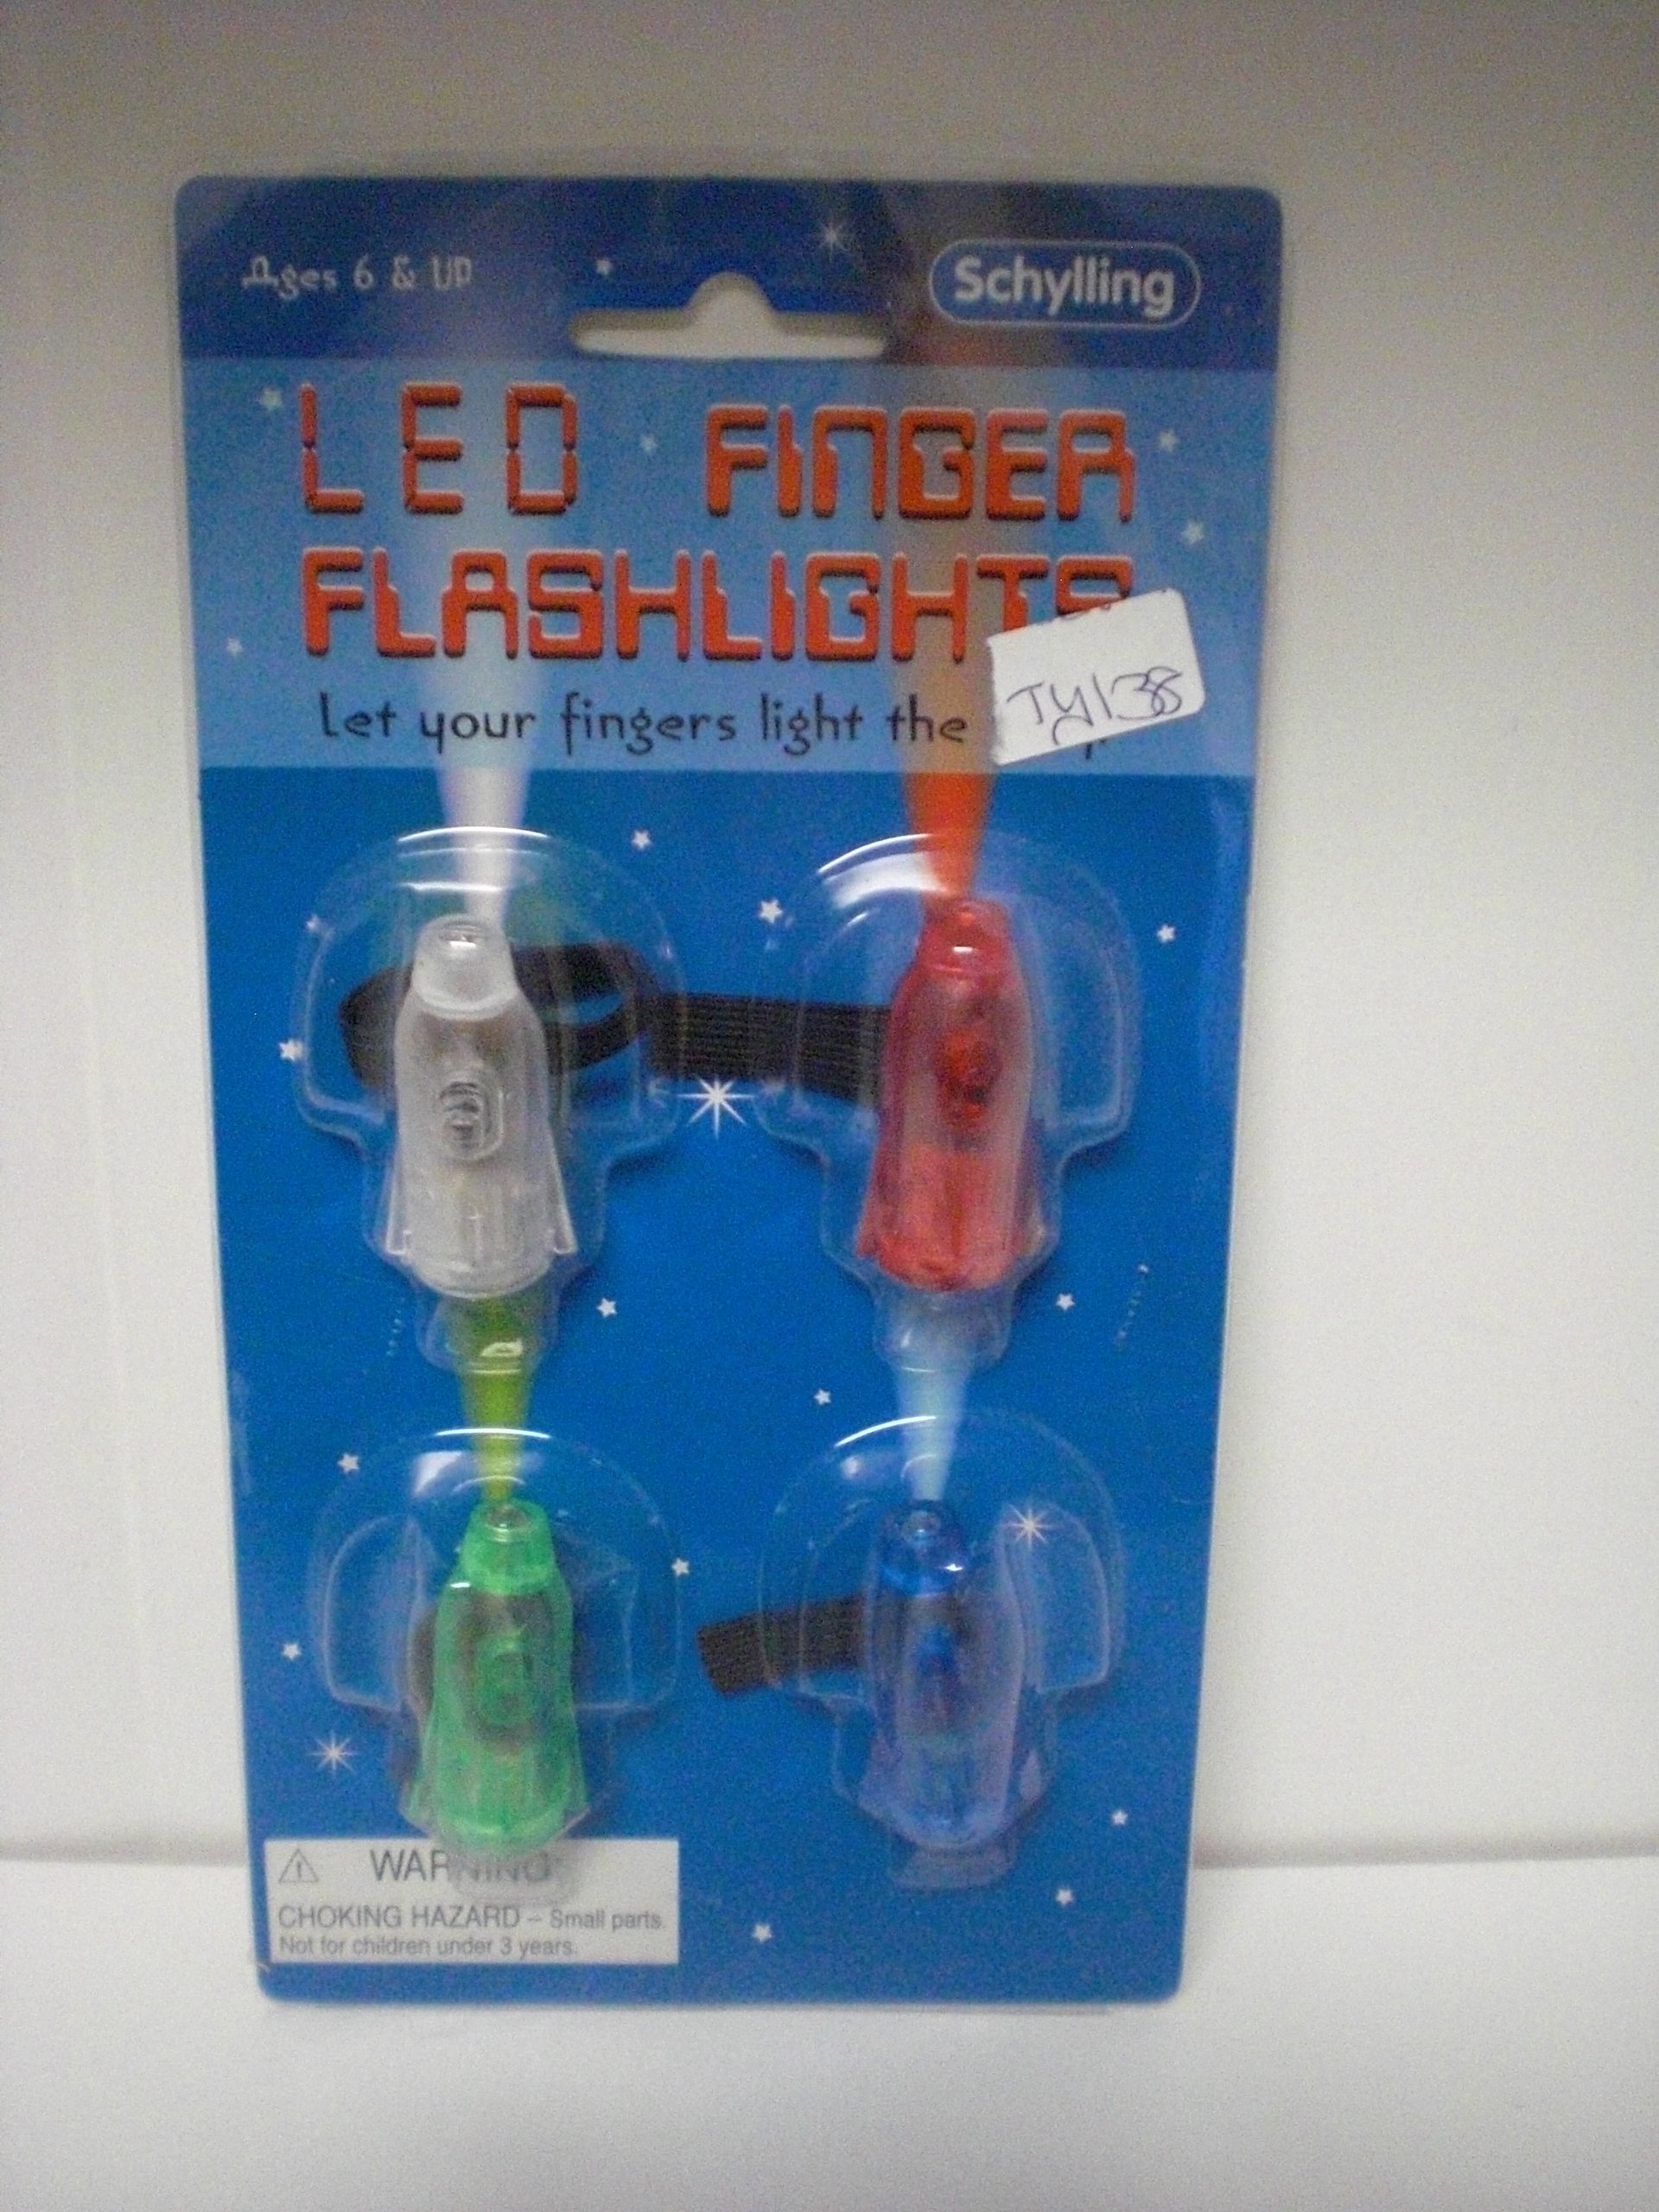 Ages 6 & UP
Schylling
LED FINGER
FLASHLIGHTS
Let your fingers light the
TY138
WARNING
CHOKING HAZARD – Small parts.
Not for children under 3 years.